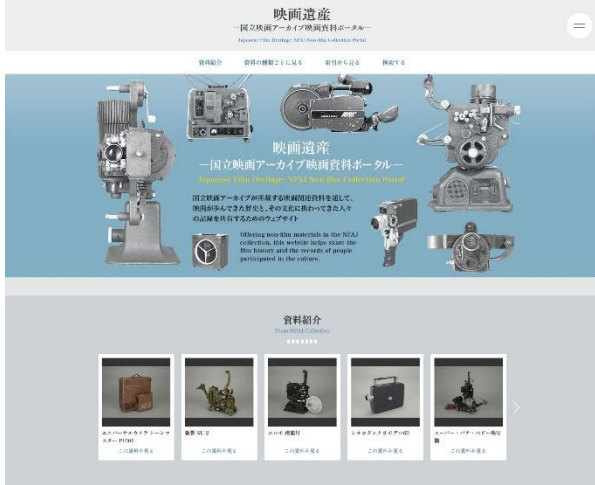 映画遺産
―国立映画アーカイブ映画資料ポータル―
Japanese Film Heritage: NFAJ Non-film Collection Portal
資料紹介　資料の種類ごとに見る　索引から見る　検索する
映画遺産
―国立映画アーカイブ映画資料ポータル―
Japanese Film Heritage: NFAJ Non-film Collection Portal
国立映画アーカイブが所蔵する映画関連資料を通して、
映画が歩んできた歴史と、その文化に携わってきた人々
の記録を共有するためのウェブサイト
Offering non-film materials in the NFAJ
collection, this website helps share the
film history and the records of people
participated in the culture.
資料紹介
From NFAJ Collection
この資料を見る　この資料を見る　この資料を見る　この資料を見る　この資料を見る